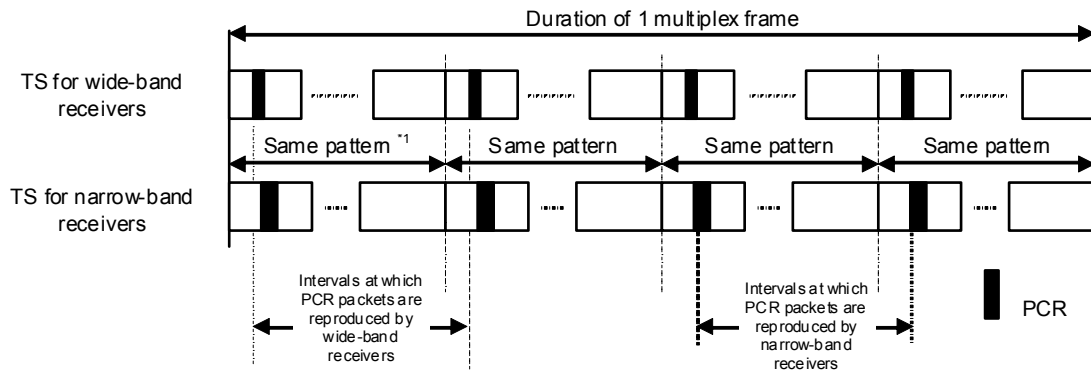 Duration of 1 multiplex frame
TS for wide-band
receivers
Same pattern *1
Same pattern
Same pattern
Same pattern
TS for narrow-band
receivers
Intervals at which
PCR packets are
reproduced by
wide-band
receivers
Intervals at which
PCR packets are
reproduced by
narrow-band
receivers
PCR